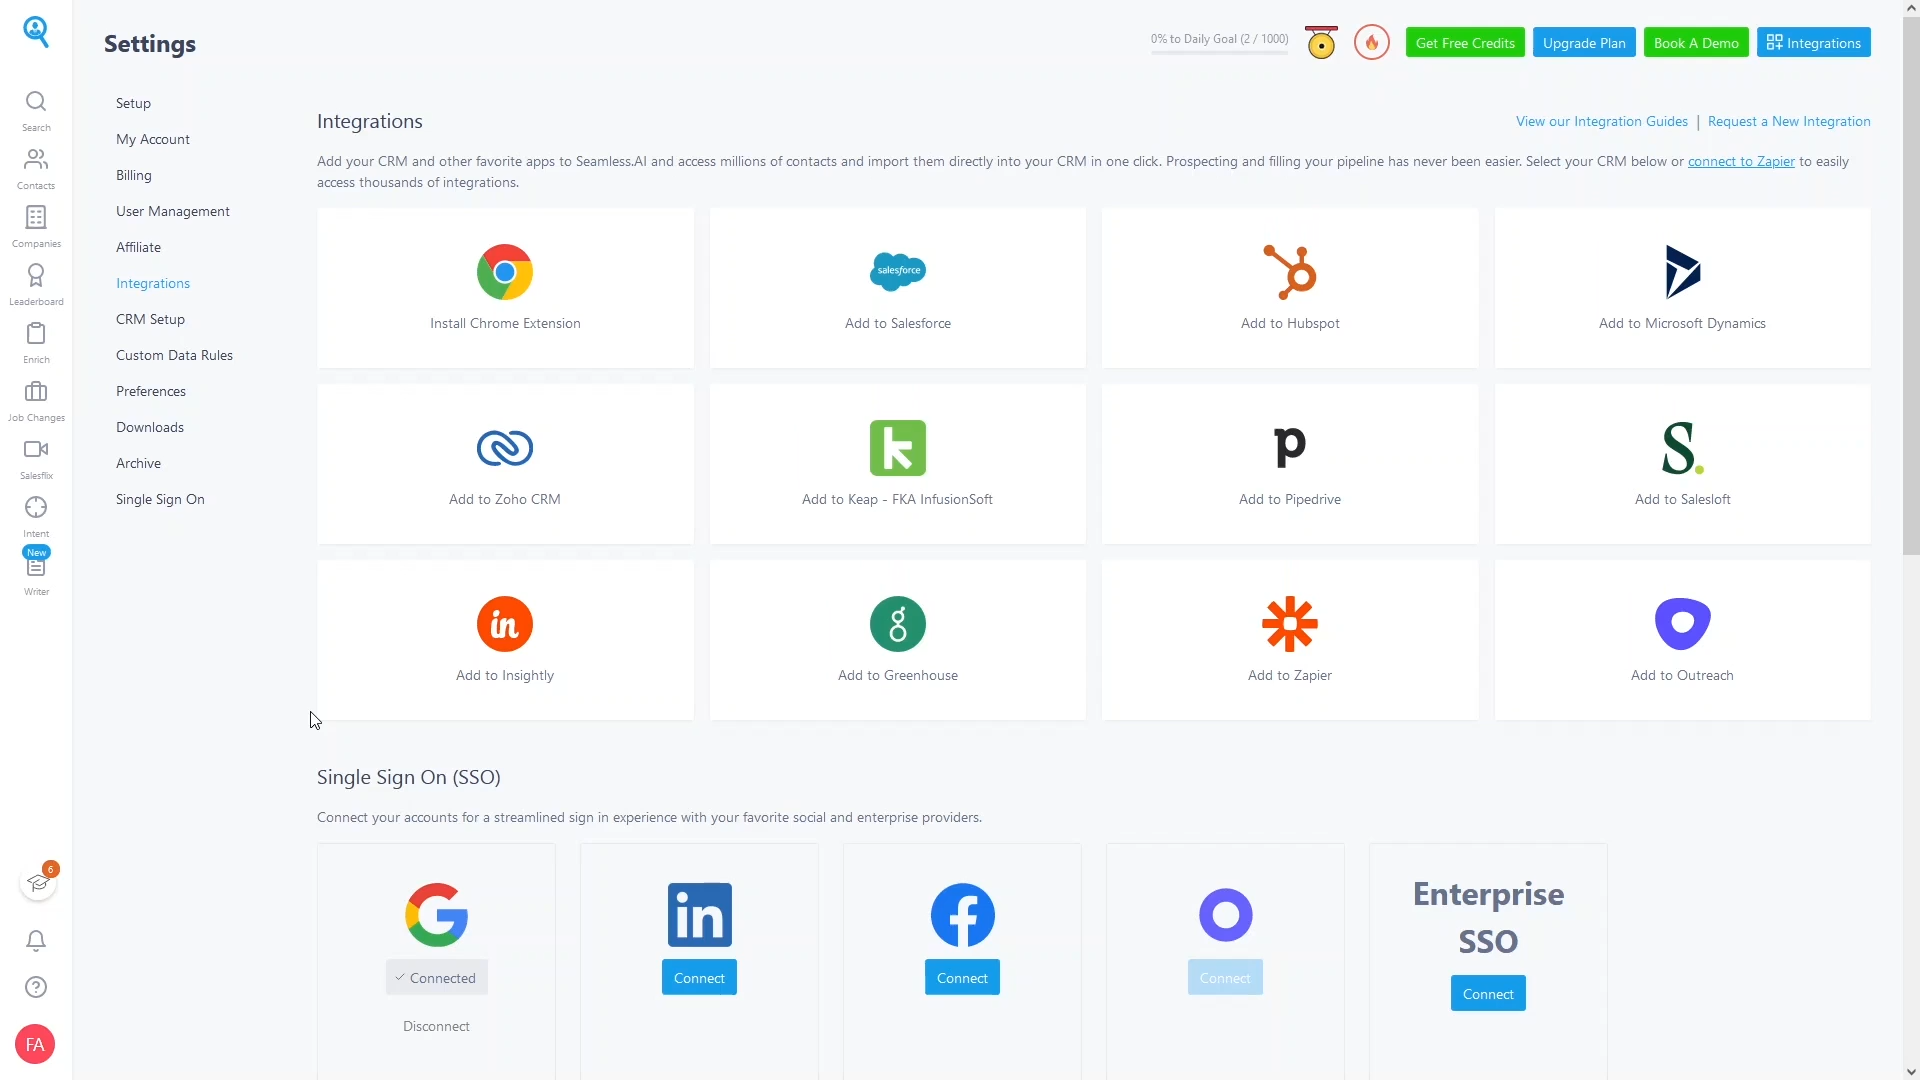 Settings
0% to Daily Goal (2 / 1000)
Get Free Credits
Upgrade Plan
Book A Demo
Integrations
Search
Contacts
Companies
Leaderboard
Enrich
Job Changes
Salesflix
Intent
New
Writer
6
FA
Setup
My Account
Billing
User Management
Affiliate
Integrations
CRM Setup
Custom Data Rules
Preferences
Downloads
Archive
Single Sign On
Integrations
View our Integration Guides | Request a New Integration
Add your CRM and other favorite apps to Seamless.AI and access millions of contacts and import them directly into your CRM in one click. Prospecting and filling your pipeline has never been easier. Select your CRM below or connect to Zapier to easily
access thousands of integrations.
Install Chrome Extension
salesforce
Add to Salesforce
Add to Hubspot
Add to Microsoft Dynamics
Add to Zoho CRM
k
Add to Keap - FKA InfusionSoft
p
Add to Pipedrive
S.
Add to Salesloft
in
Add to Insightly
g
Add to Greenhouse
Add to Zapier
Add to Outreach
Single Sign On (SSO)
Connect your accounts for a streamlined sign in experience with your favorite social and enterprise providers.
G
Connected
Disconnect
in
Connect
f
Connect
Connect
Enterprise
SSO
Connect